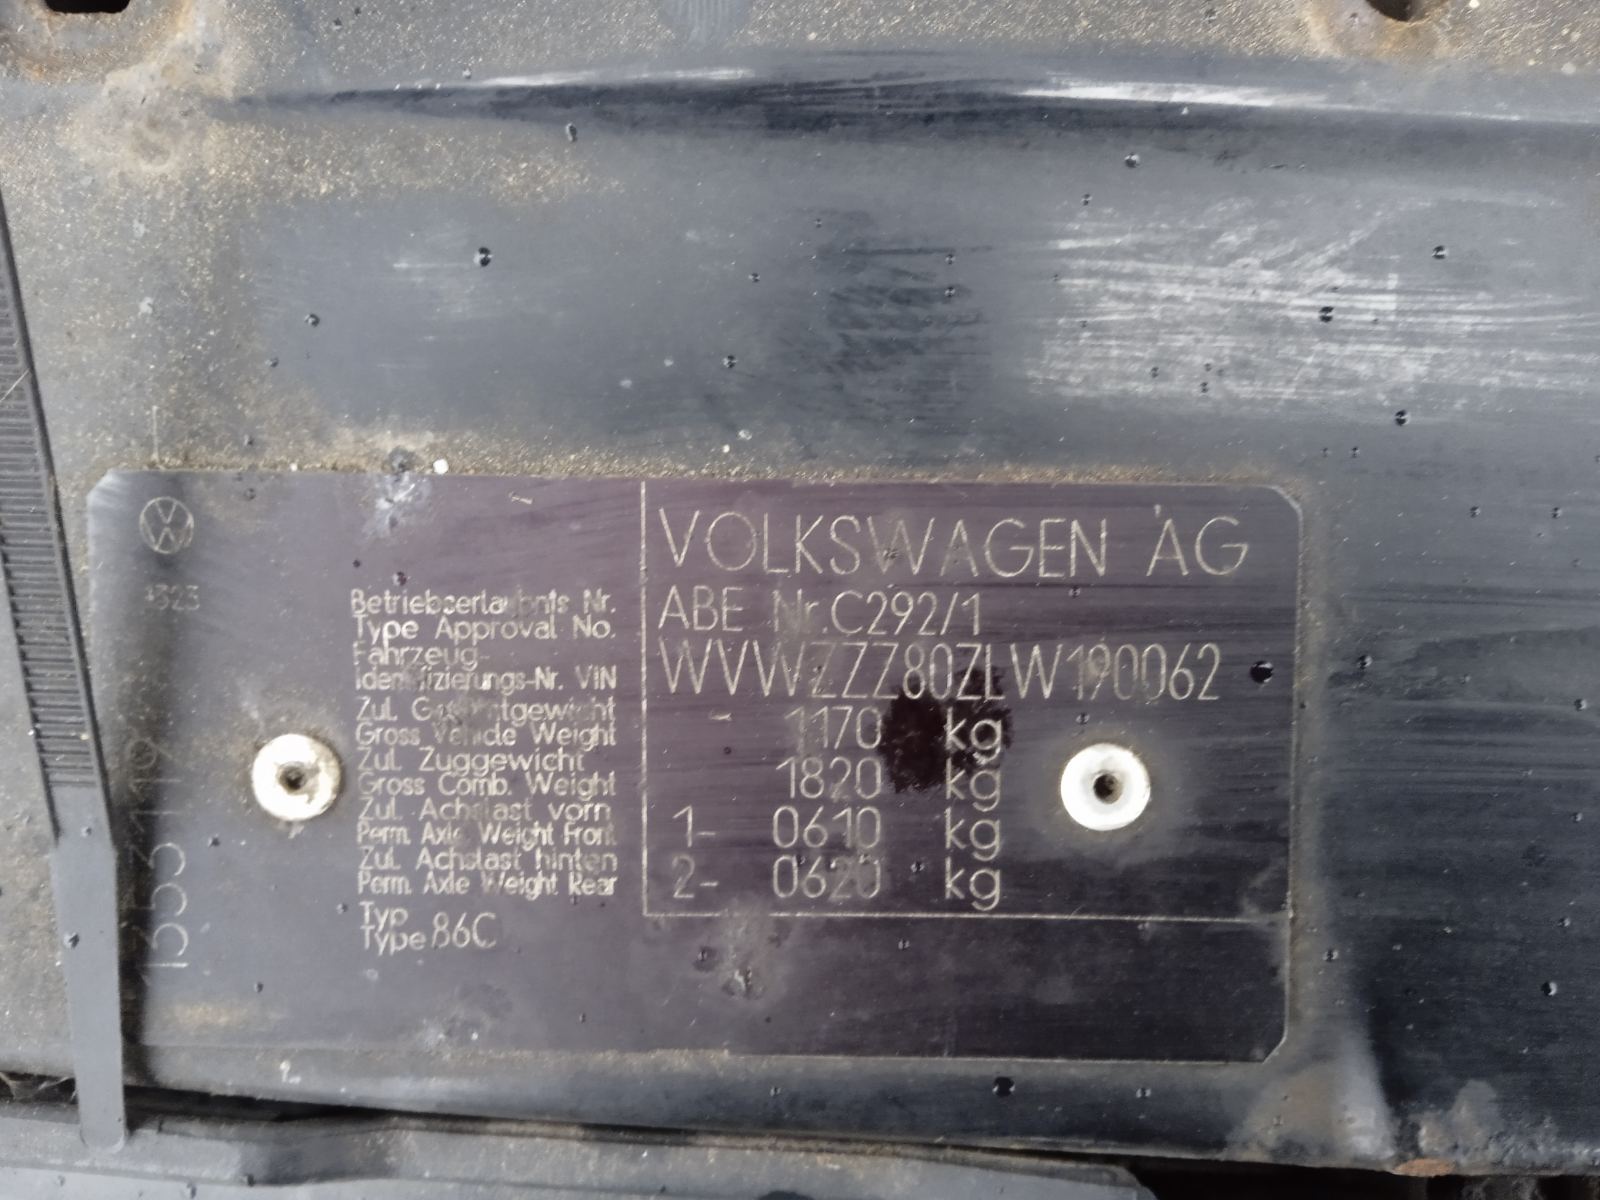 VOLKSWAGEN AG
Betriebserlaubnis Nr.
Type Approval No.
ABE Nr. C292/1
Fahrzeug-
Identifizierungs-Nr. VIN
WVWZZZ80ZLW190062
Zul. Gesamtgewicht
Gross Vehicle Weight
- 1170 kg
Zul. Zuggewicht
Gross Comb. Weight
1820 kg
Zul. Achslast vorn
Perm. Axle Weight Front
1- 0610 kg
Zul. Achslast hinten
Perm. Axle Weight Rear
2- 0620 kg
Typ
Type 86C